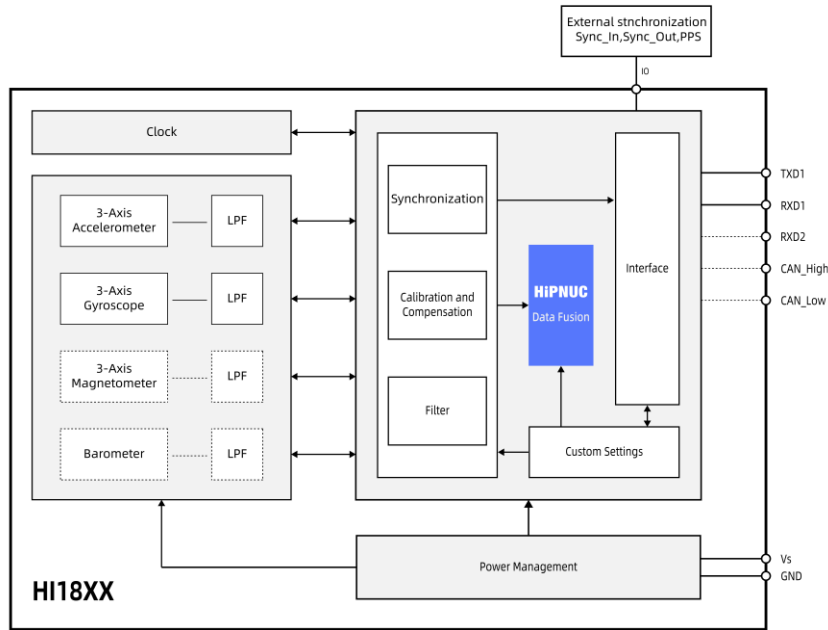 External stnchronization
Sync_In,Sync_Out,PPS
IO
Clock
3-Axis
Accelerometer
LPF
3-Axis
Gyroscope
LPF
3-Axis
Magnetometer
LPF
Barometer
LPF
Synchronization
Calibration and
Compensation
Filter
HiPNUC
Data Fusion
Interface
Custom Settings
TXD1
RXD1
RXD2
CAN_High
CAN_Low
Power Management
Vs
GND
HI18XX